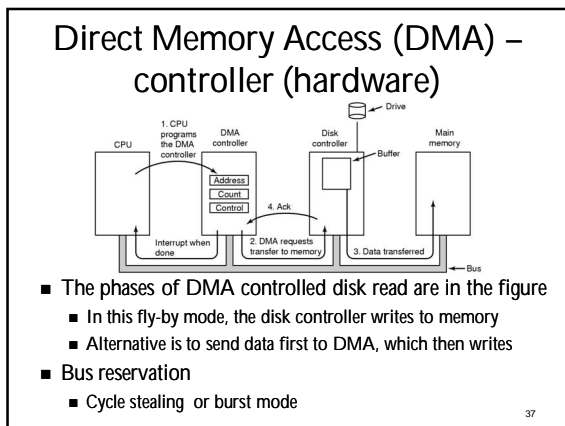 Direct Memory Access (DMA) –
controller (hardware)
Drive
1. CPU
programs
the DMA
controller
CPU
DMA
controller
Disk
controller
Main
memory
Buffer
Address
Count
Control
4. Ack
Interrupt when
done
2. DMA requests
transfer to memory
3. Data transferred
Bus
■ The phases of DMA controlled disk read are in the figure
■ In this fly-by mode, the disk controller writes to memory
■ Alternative is to send data first to DMA, which then writes
■ Bus reservation
■ Cycle stealing or burst mode
37